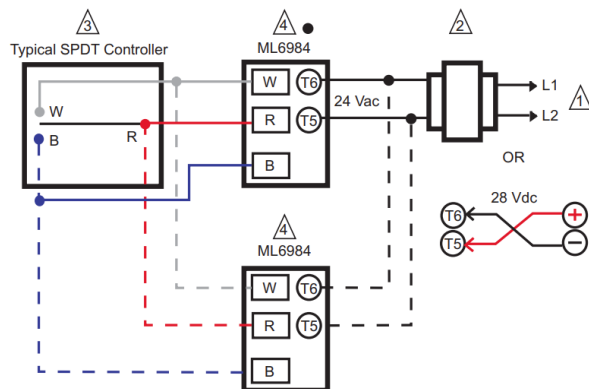 3
Typical SPDT Controller
4
ML6984
2
W
T6
W
R
B
R
T5
B
24 Vac
L1
L2
1
OR
28 Vdc
T6
+
T5
−
4
ML6984
W
T6
R
T5
B